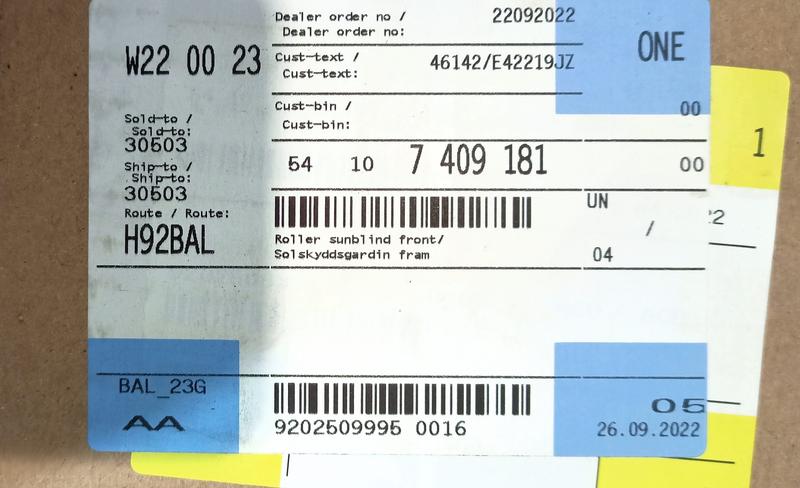 Dealer order no /
Dealer order no:
22092022
ONE
W22 00 23
Cust-text /
Cust-text:
46142/E42219JZ
Cust-bin /
Cust-bin:
00
Sold-to /
Sold-to:
30503
54 10 7 409 181
00
1
Ship-to /
Ship-to:
30503
UN
/
04
Route / Route:
H92BAL
Roller sunblind front/
Solskyddsgardin fram
BAL_23G
AA
9202509995 0016
05
26.09.2022